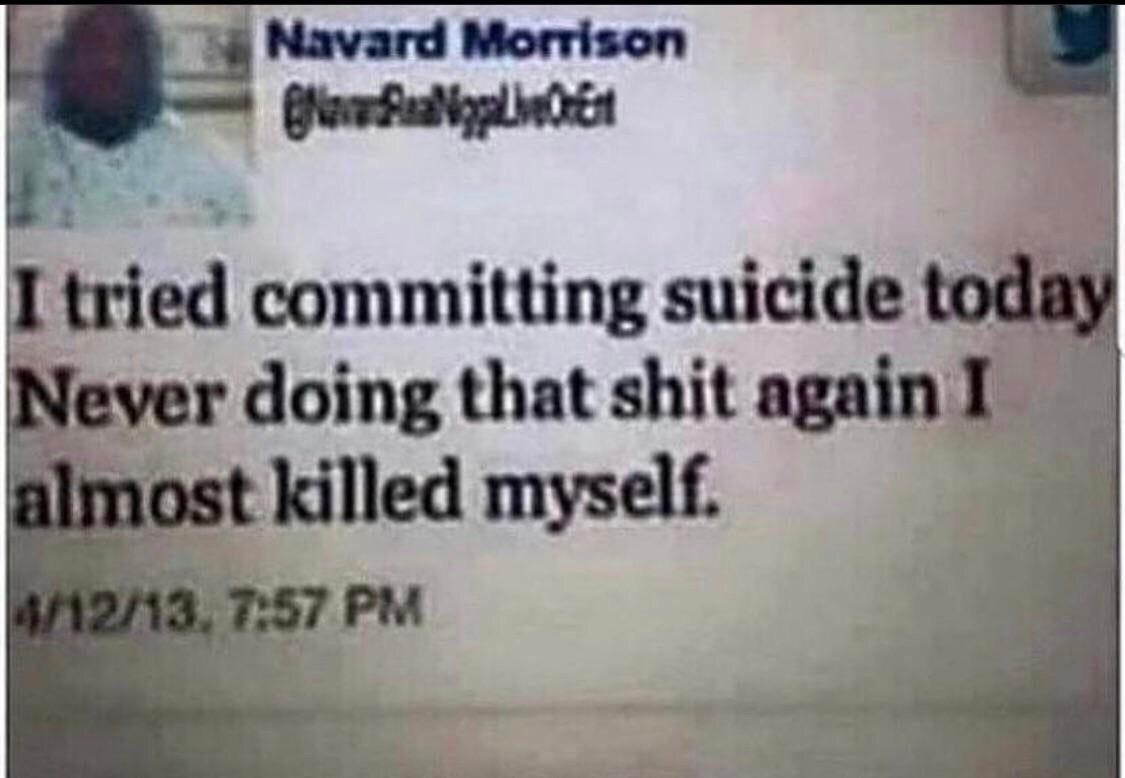 Navard Morrison
I tried committing suicide today
Never doing that shit again I
almost killed myself.
4/12/13, 7:57 PM